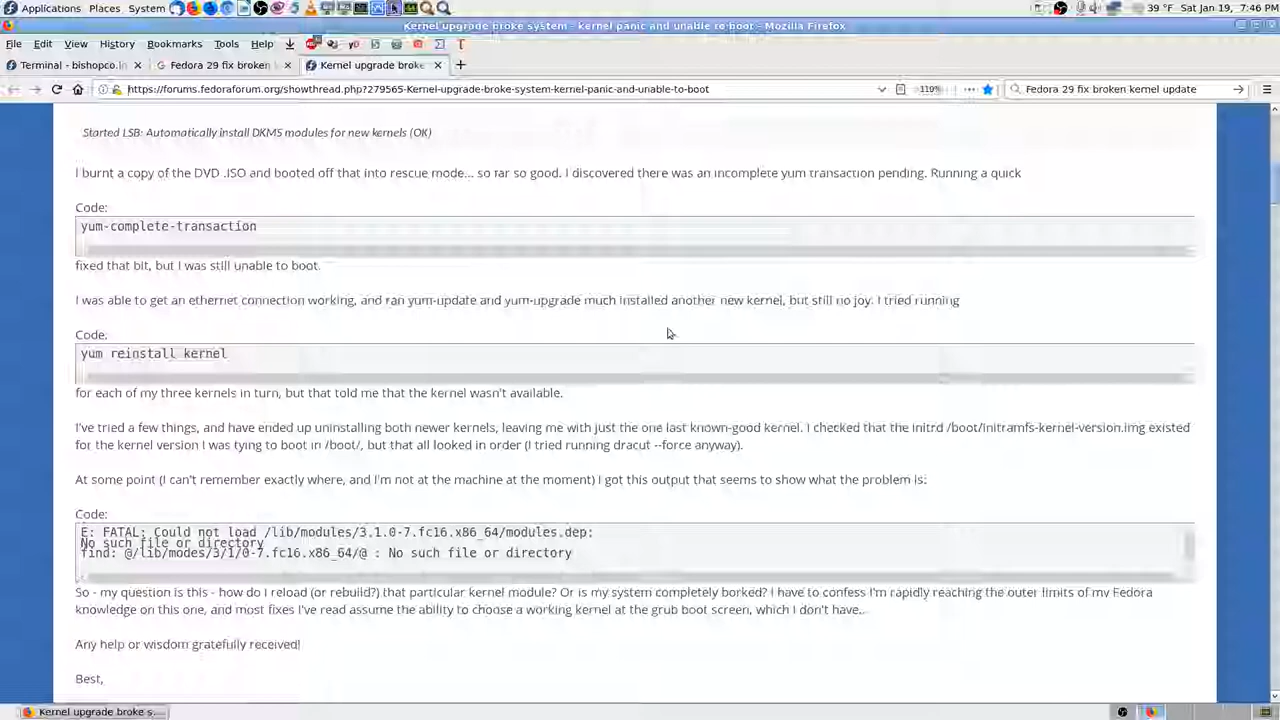 Applications Places System 39 °F Sat Jan 19, 7:46 PM
Kernel upgrade broke system - kernel panic and unable to boot - Mozilla Firefox
File Edit View History Bookmarks Tools Help
Terminal - bishopco.in Fedora 29 fix broken Kernel upgrade broke
https://forums.fedoraforum.org/showthread.php?279565-Kernel-upgrade-broke-system-kernel-panic-and-unable-to-boot 119% Fedora 29 fix broken kernel update
Started LSB: Automatically install DKMS modules for new kernels (OK)
I burnt a copy of the DVD .ISO and booted off that into rescue mode... so far so good. I discovered there was an incomplete yum transaction pending. Running a quick
Code:
yum-complete-transaction
fixed that bit, but I was still unable to boot.
I was able to get an ethernet connection working, and ran yum-update and yum-upgrade much installed another new kernel, but still no joy. I tried running
Code:
yum reinstall kernel
for each of my three kernels in turn, but that told me that the kernel wasn't available.
I've tried a few things, and have ended up uninstalling both newer kernels, leaving me with just the one last known-good kernel. I checked that the initrd /boot/initramfs-kernel-version.img existed
for the kernel version I was tying to boot in /boot/, but that all looked in order (I tried running dracut --force anyway).
At some point (I can't remember exactly where, and I'm not at the machine at the moment) I got this output that seems to show what the problem is:
Code:
E: FATAL: Could not load /lib/modules/3.1.0-7.fc16.x86_64/modules.dep:
No such file or directory
find: @/lib/modes/3/1/0-7.fc16.x86_64/@ : No such file or directory
So - my question is this - how do I reload (or rebuild?) that particular kernel module? Or is my system completely borked? I have to confess I'm rapidly reaching the outer limits of my Fedora
knowledge on this one, and most fixes I've read assume the ability to choose a working kernel at the grub boot screen, which I don't have..
Any help or wisdom gratefully received!
Best,
Kernel upgrade broke s...